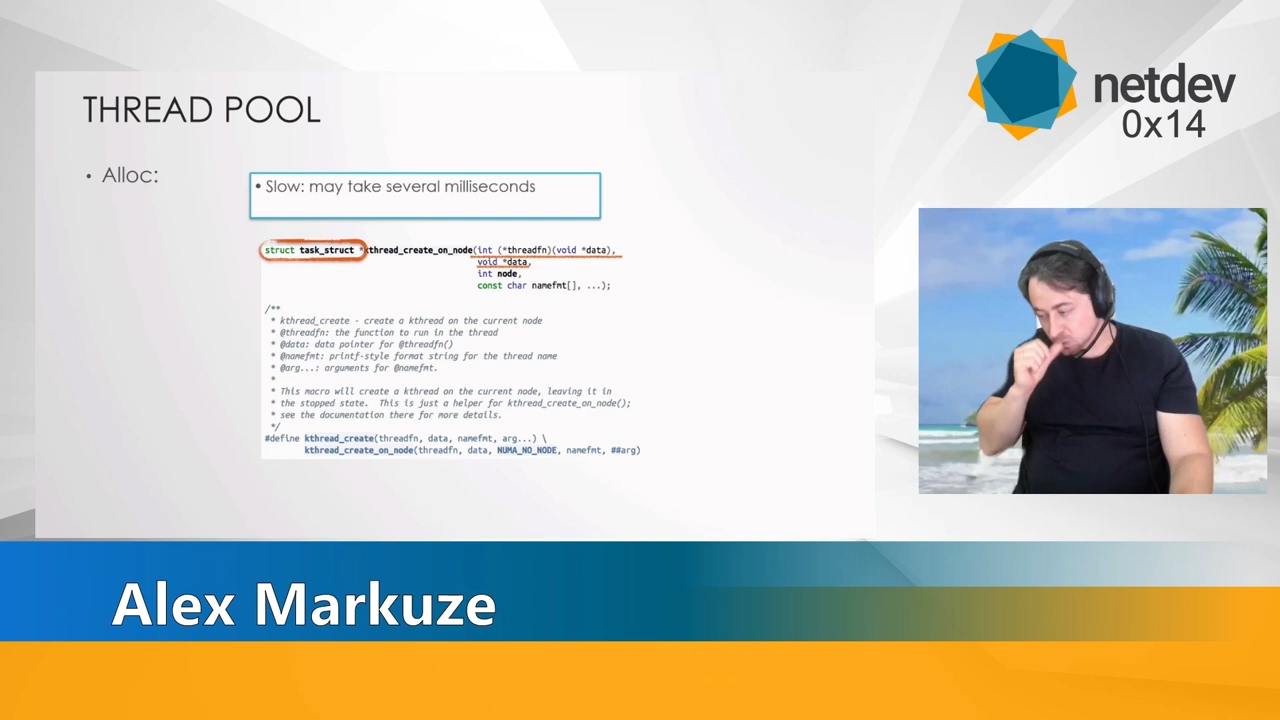 netdev
0x14
THREAD POOL
• Alloc:
• Slow: may take several milliseconds
struct task_struct *kthread_create_on_node(int (*threadfn)(void *data),
void *data,
int node,
const char namefmt[], ...);
/**
* kthread_create - create a kthread on the current node
* @threadfn: the function to run in the thread
* @data: data pointer for @threadfn()
* @namefmt: printf-style format string for the thread name
* @arg...: arguments for @namefmt.
*
* This macro will create a kthread on the current node, leaving it in
* the stopped state.  This is just a helper for kthread_create_on_node();
* see the documentation there for more details.
*/
#define kthread_create(threadfn, data, namefmt, arg...) \
kthread_create_on_node(threadfn, data, NUMA_NO_NODE, namefmt, ##arg)
Alex Markuze